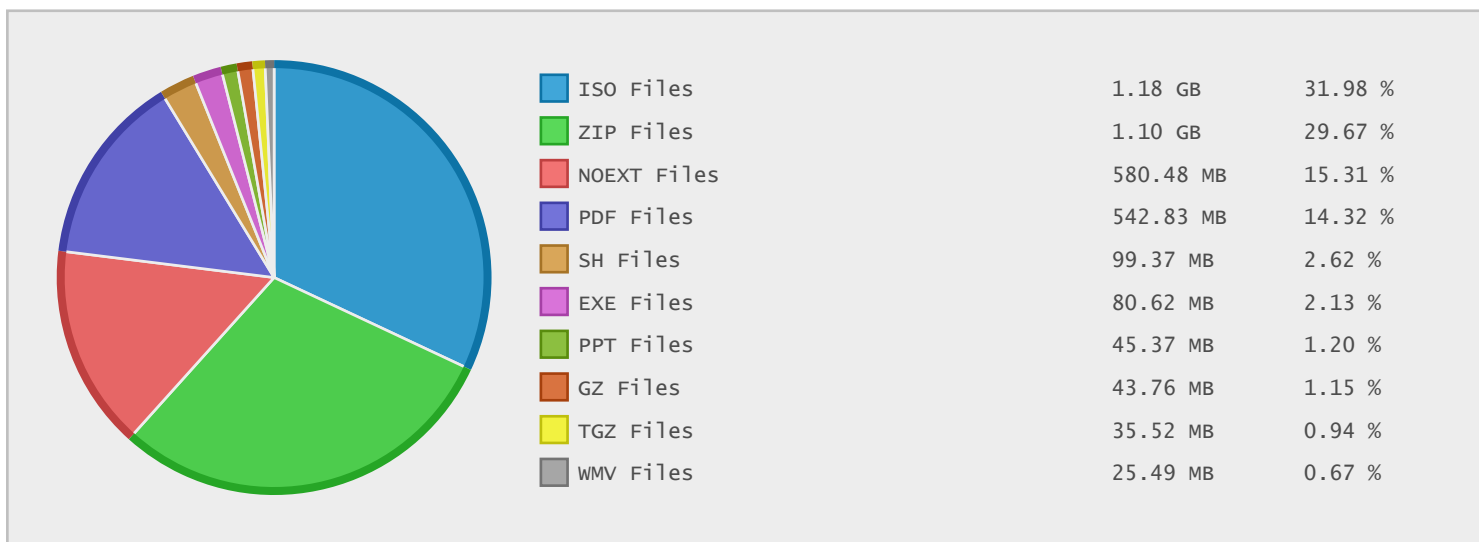 ISO Files 1.18 GB 31.98 %
ZIP Files 1.10 GB 29.67 %
NOEXT Files 580.48 MB 15.31 %
PDF Files 542.83 MB 14.32 %
SH Files 99.37 MB 2.62 %
EXE Files 80.62 MB 2.13 %
PPT Files 45.37 MB 1.20 %
GZ Files 43.76 MB 1.15 %
TGZ Files 35.52 MB 0.94 %
WMV Files 25.49 MB 0.67 %